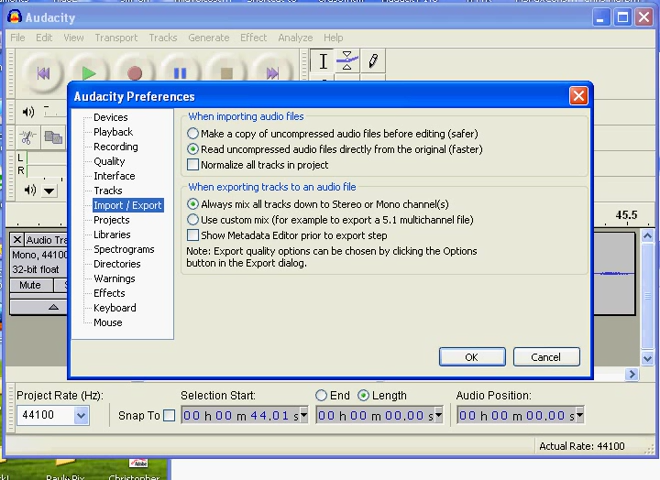 Audacity
File Edit View Transport Tracks Generate Effect Analyze Help
Audacity Preferences
Devices
Playback
Recording
Quality
Interface
Tracks
Import / Export
Projects
Libraries
Spectrograms
Directories
Warnings
Effects
Keyboard
Mouse
When importing audio files
Make a copy of uncompressed audio files before editing (safer)
Read uncompressed audio files directly from the original (faster)
Normalize all tracks in project
When exporting tracks to an audio file
Always mix all tracks down to Stereo or Mono channel(s)
Use custom mix (for example to export a 5.1 multichannel file)
Show Metadata Editor prior to export step
Note: Export quality options can be chosen by clicking the Options
button in the Export dialog.
OK Cancel
L
R
45.5
Audio Tra
Mono, 44100
32-bit float
Mute S
Project Rate (Hz):
44100
Snap To
Selection Start:
00 h 00 m 44.01 s
End Length
00 h 00 m 00.00 s
Audio Position:
00 h 00 m 00.00 s
Actual Rate: 44100
Adobe
Christopher